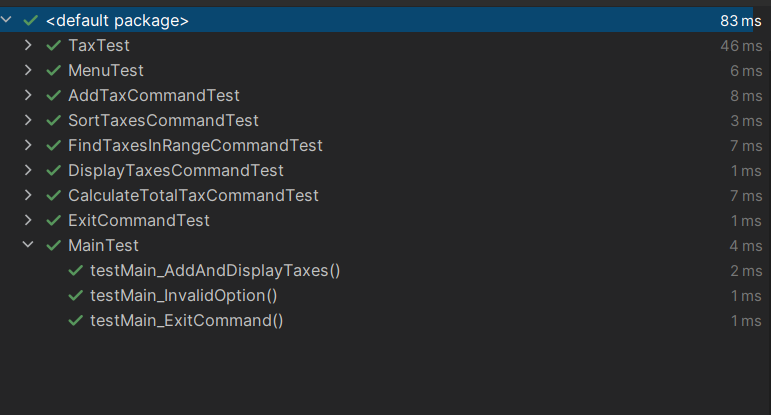 <default package> 83 ms
TaxTest 46 ms
MenuTest 6 ms
AddTaxCommandTest 8 ms
SortTaxesCommandTest 3 ms
FindTaxesInRangeCommandTest 7 ms
DisplayTaxesCommandTest 1 ms
CalculateTotalTaxCommandTest 7 ms
ExitCommandTest 1 ms
MainTest 4 ms
testMain_AddAndDisplayTaxes() 2 ms
testMain_InvalidOption() 1 ms
testMain_ExitCommand() 1 ms